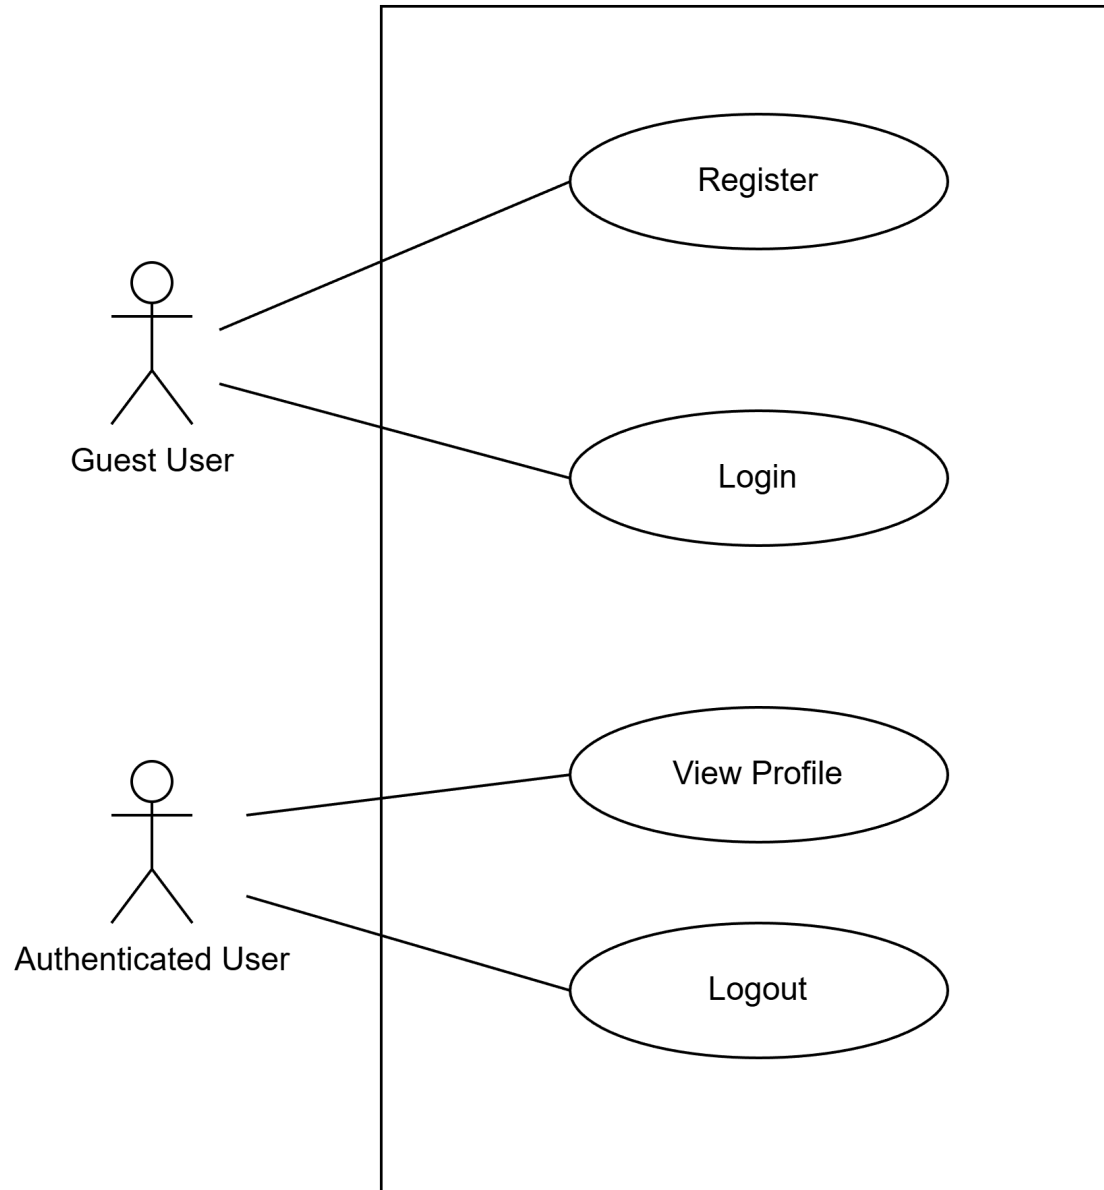 Register
Guest User
Login
View Profile
Authenticated User
Logout